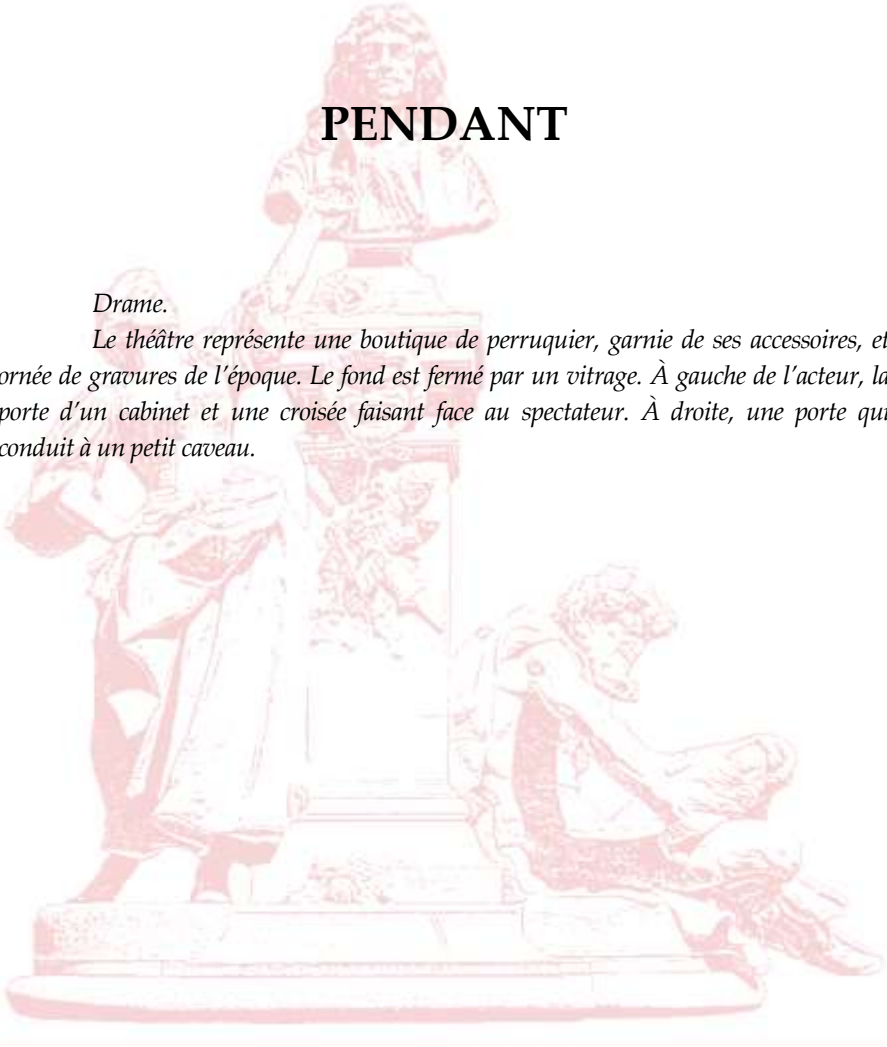 PENDANT
Drame.
Le théâtre représente une boutique de perruquier, garnie de ses accessoires, et
ornée de gravures de l’époque. Le fond est fermé par un vitrage. À gauche de l’acteur, la
porte d’un cabinet et une croisée faisant face au spectateur. À droite, une porte qui
conduit à un petit caveau.